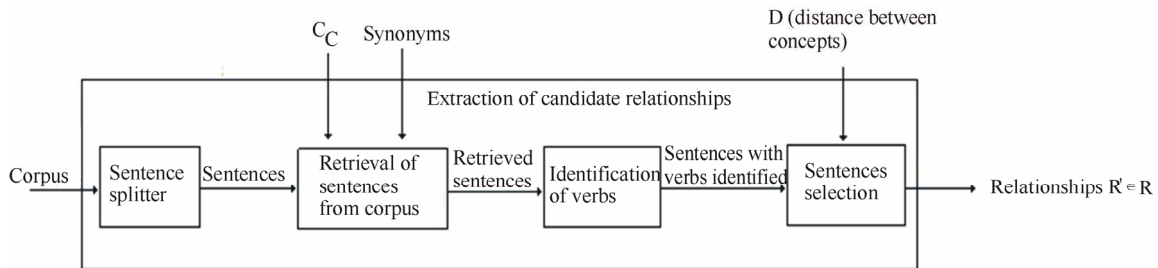 C_C
Synonyms
D (distance between
concepts)
Extraction of candidate relationships
Corpus
Sentence
splitter
Sentences
Retrieval of
sentences
from corpus
Retrieved
sentences
Identification
of verbs
Sentences with
verbs identified
Sentences
selection
Relationships R' ∈ R